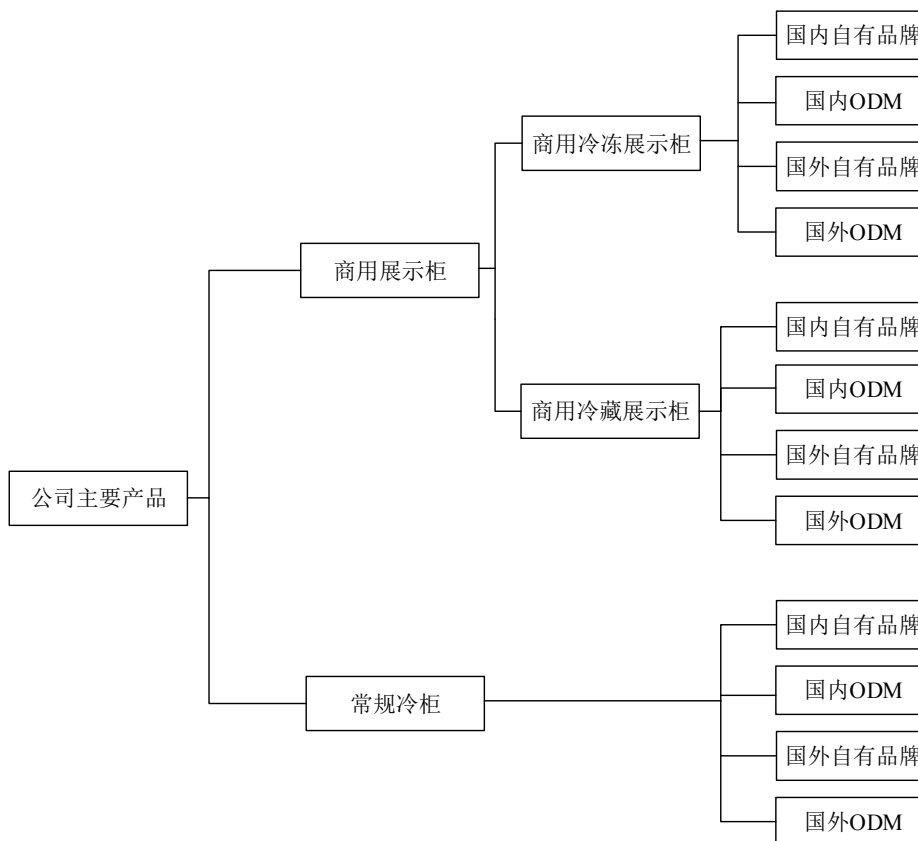 国内自有品牌
国内ODM
商用冷冻展示柜
国外自有品牌
国外ODM
商用展示柜
国内自有品牌
国内ODM
商用冷藏展示柜
国外自有品牌
公司主要产品
国外ODM
国内自有品牌
国内ODM
常规冷柜
国外自有品牌
国外ODM